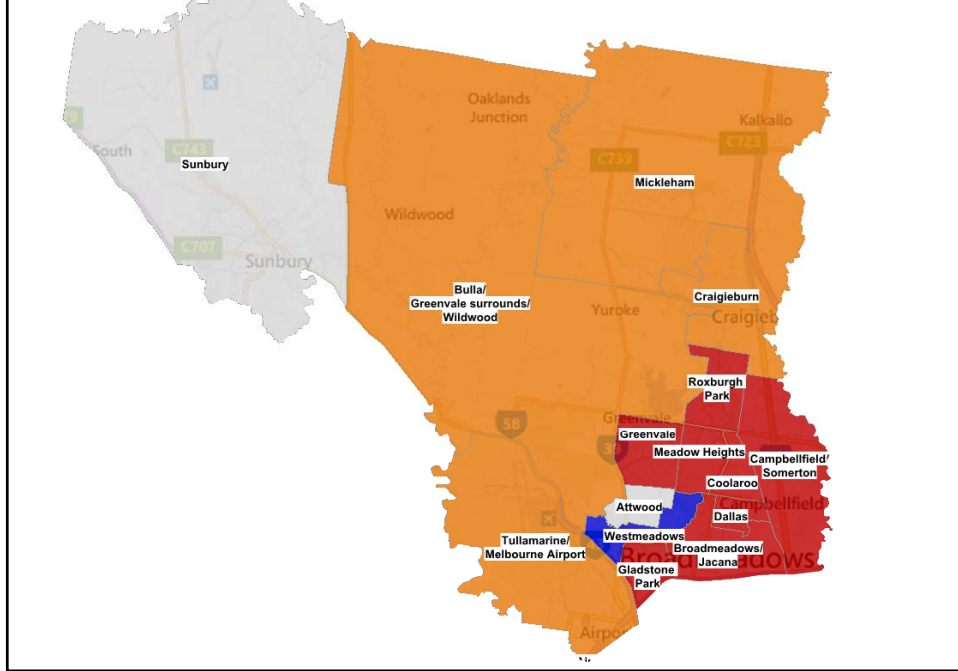 Oaklands
Junction
Kalkallo
C723
C743
South
Sunbury
C739
Mickleham
Wildwood
C707
Sunbury
Bulla/
Greenvale surrounds/
Wildwood
Craigieburn
Yuroke
Craigieb
Roxburgh
Park
Greenvale
58
Greenvale
Meadow Heights
Campbellfield/
Somerton
Coolaroo
Campbellfield
Attwood
Dallas
Westmeadows
Tullamarine/
Melbourne Airport
Broadmeadows/
Jacana
Broadmeadows
Gladstone
Park
Airpor